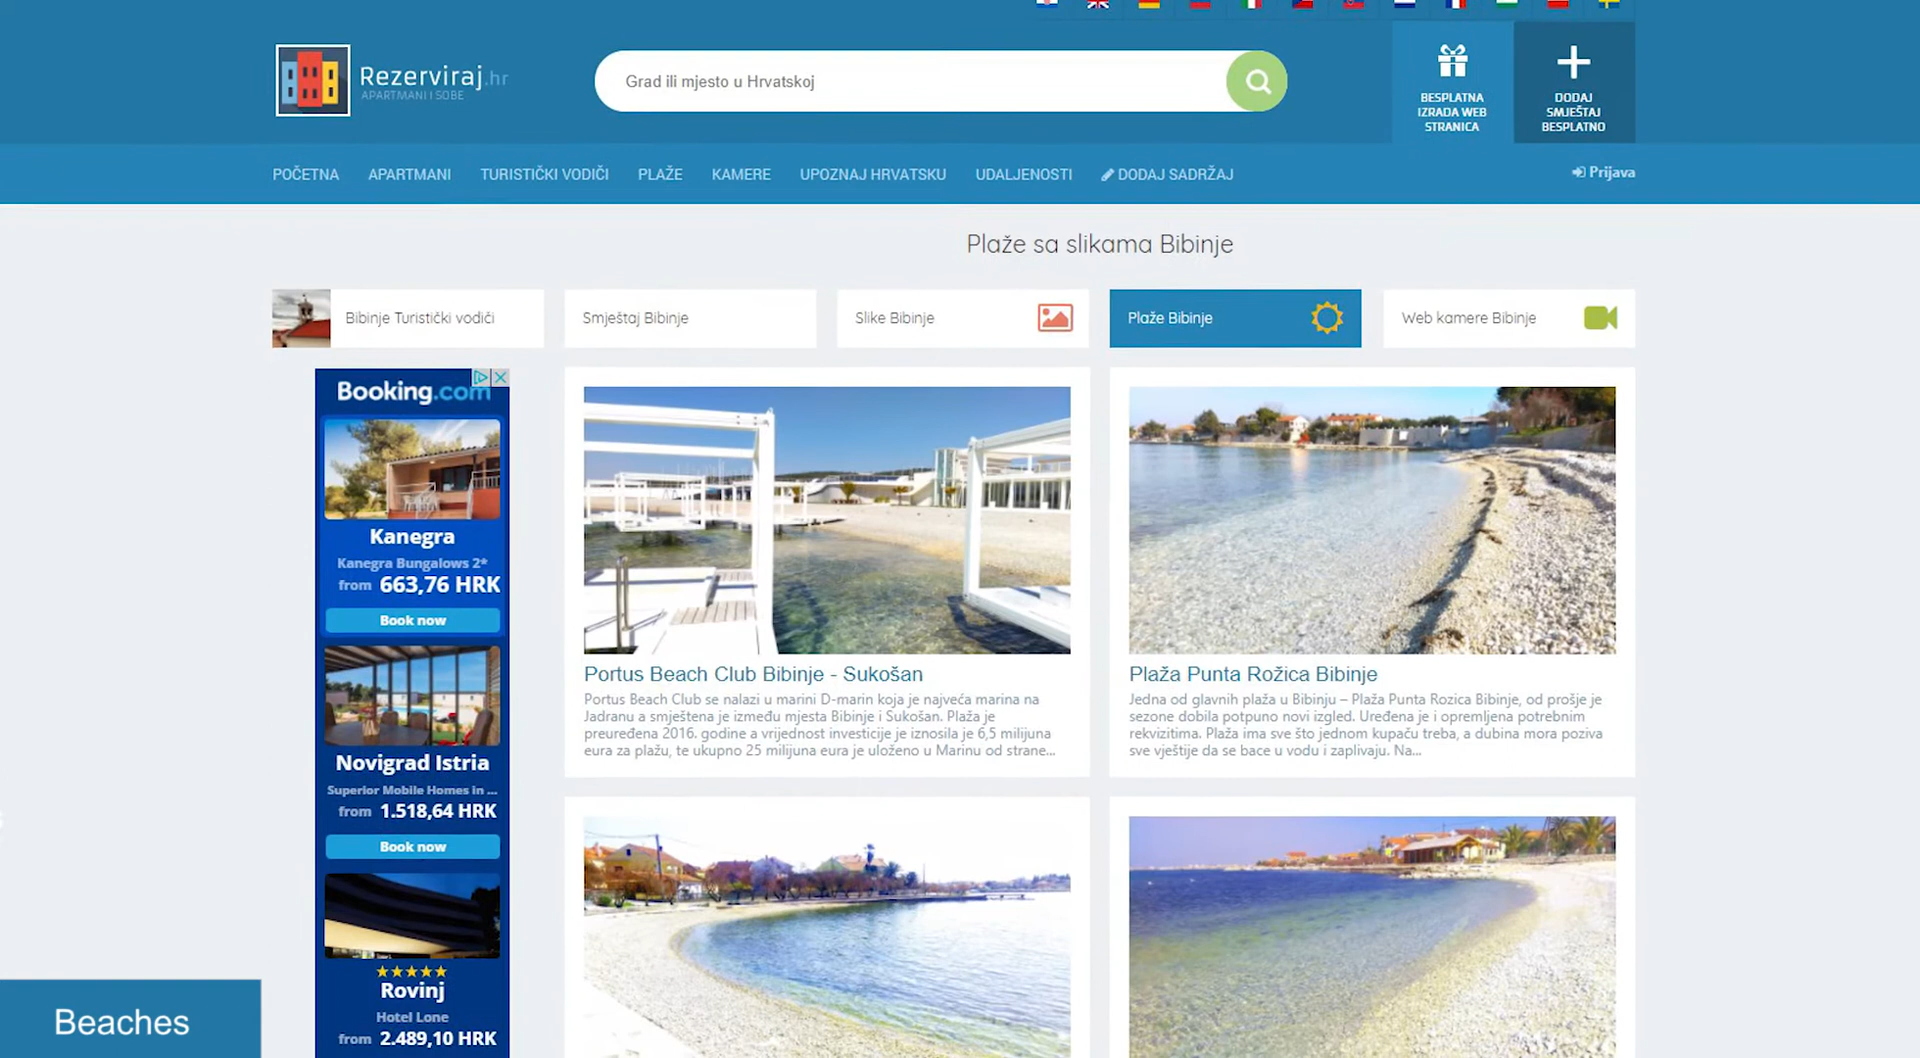 Rezerviraj.hr
APARTMANI I SOBE
Grad ili mjesto u Hrvatskoj
BESPLATNA
IZRADA WEB
STRANICA
DODAJ
SMJEŠTAJ
BESPLATNO
POČETNA
APARTMANI
TURISTIČKI VODIČI
PLAŽE
KAMERE
UPOZNAJ HRVATSKU
UDALJENOSTI
DODAJ SADRŽAJ
Prijava
Plaže sa slikama Bibinje
Bibinje Turistički vodiči
Smještaj Bibinje
Slike Bibinje
Plaže Bibinje
Web kamere Bibinje
Booking.com
Kanegra
Kanegra Bungalows 2*
from 663,76 HRK
Book now
Novigrad Istria
Superior Mobile Homes in ...
from 1.518,64 HRK
Book now
Rovinj
Hotel Lone
from 2.489,10 HRK
Portus Beach Club Bibinje - Sukošan
Portus Beach Club se nalazi u marini D-marin koja je najveća marina na
Jadranu a smještena je između mjesta Bibinje i Sukošan. Plaža je
preuređena 2016. godine a vrijednost investicije je iznosila je 6,5 milijuna
eura za plažu, te ukupno 25 milijuna eura je uloženo u Marinu od strane...
Plaža Punta Rožica Bibinje
Jedna od glavnih plaža u Bibinju – Plaža Punta Rozica Bibinje, od prošje je
sezone dobila potpuno novi izgled. Uređena je i opremljena potrebnim
rekvizitima. Plaža ima sve što jednom kupaču treba, a dubina mora poziva
sve vještije da se bace u vodu i zaplivaju. Na...
Beaches